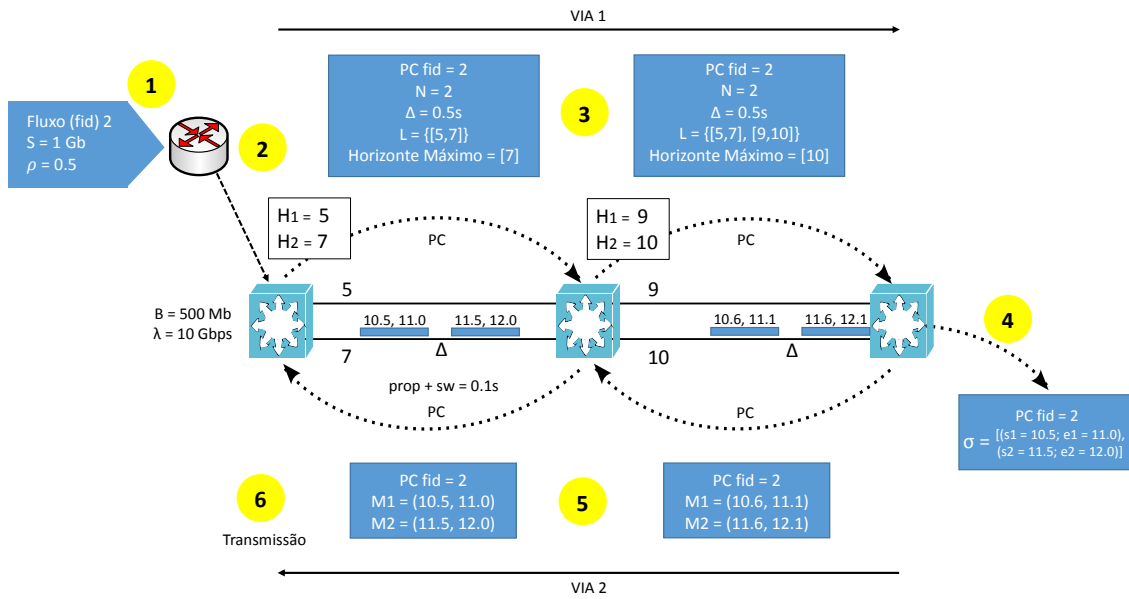 VIA 1
1
Fluxo (fid) 2
S = 1 Gb
ρ = 0.5
2
PC fid = 2
N = 2
Δ = 0.5s
L = {[5,7]}
Horizonte Máximo = [7]
3
PC fid = 2
N = 2
Δ = 0.5s
L = {[5,7], [9,10]}
Horizonte Máximo = [10]
H1 = 5
H2 = 7
PC
H1 = 9
H2 = 10
PC
B = 500 Mb
λ = 10 Gbps
5
10.5, 11.0
11.5, 12.0
7
Δ
9
10.6, 11.1
11.6, 12.1
10
Δ
4
prop + sw = 0.1s
PC
PC
PC fid = 2
σ = [(s1 = 10.5; e1 = 11.0),
(s2 = 11.5; e2 = 12.0)]
6
Transmissão
PC fid = 2
M1 = (10.5, 11.0)
M2 = (11.5, 12.0)
5
PC fid = 2
M1 = (10.6, 11.1)
M2 = (11.6, 12.1)
VIA 2